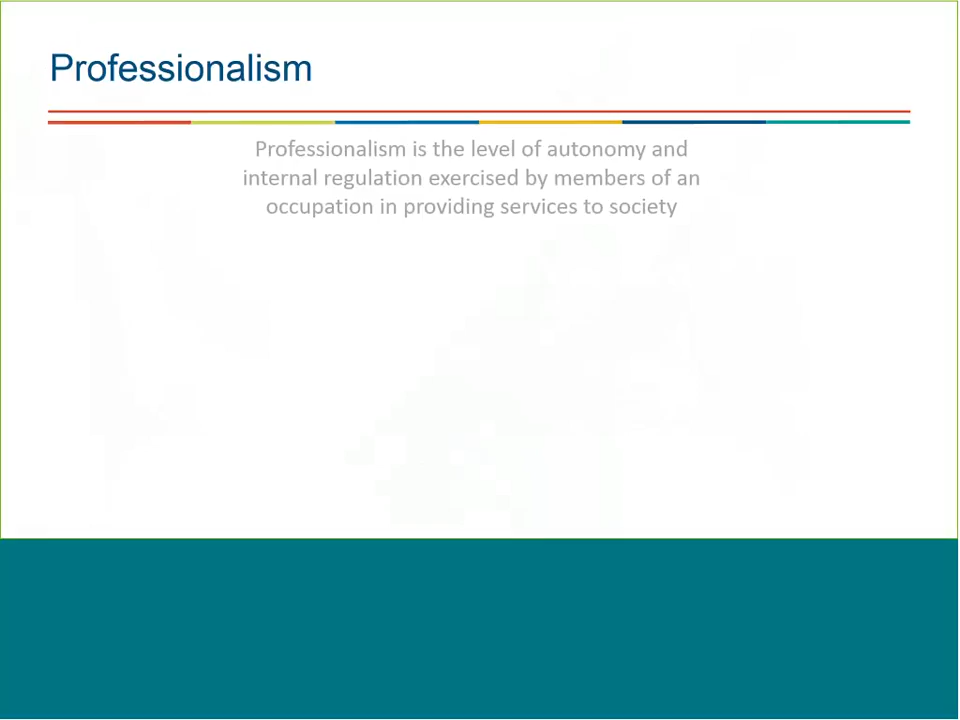 Professionalism
Professionalism is the level of autonomy and
internal regulation exercised by members of an
occupation in providing services to society